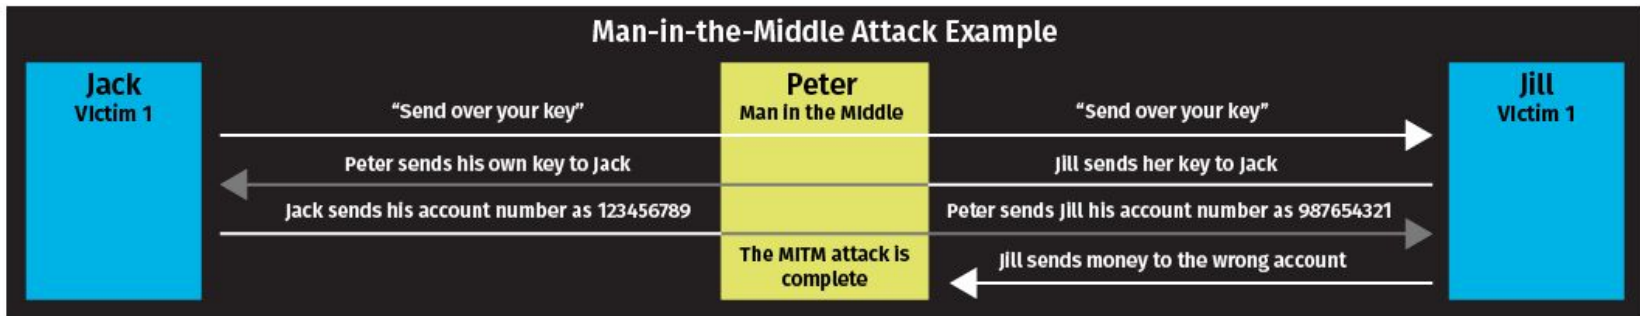 Man-in-the-Middle Attack Example
Jack
VIctim 1
Peter
Man in the MIddle
Jill
VIctim 1
“Send over your key”
“Send over your key”
Peter sends his own key to Jack
Jill sends her key to Jack
Jack sends his account number as 123456789
Peter sends Jill his account number as 987654321
The MITM attack is
complete
Jill sends money to the wrong account